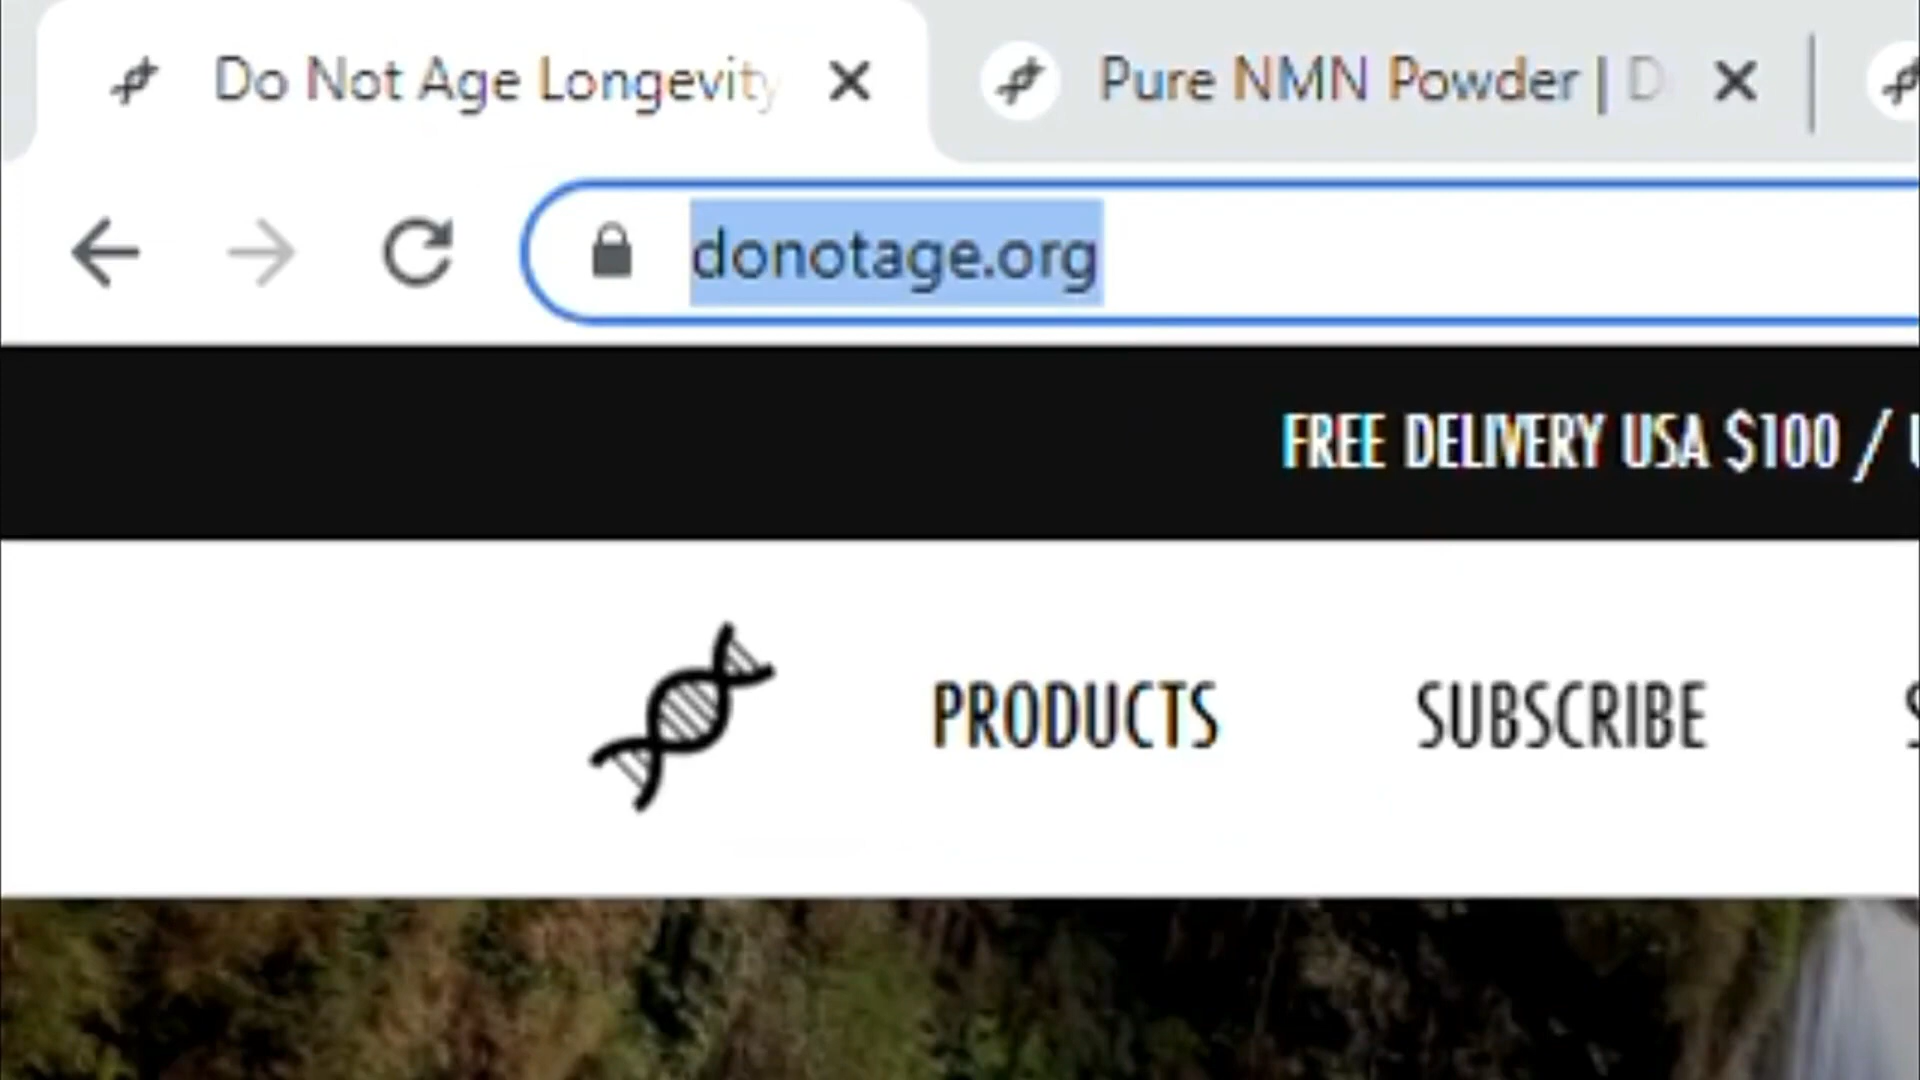 Do Not Age Longevity
Pure NMN Powder | D
donotage.org
FREE DELIVERY USA $100 /
PRODUCTS
SUBSCRIBE